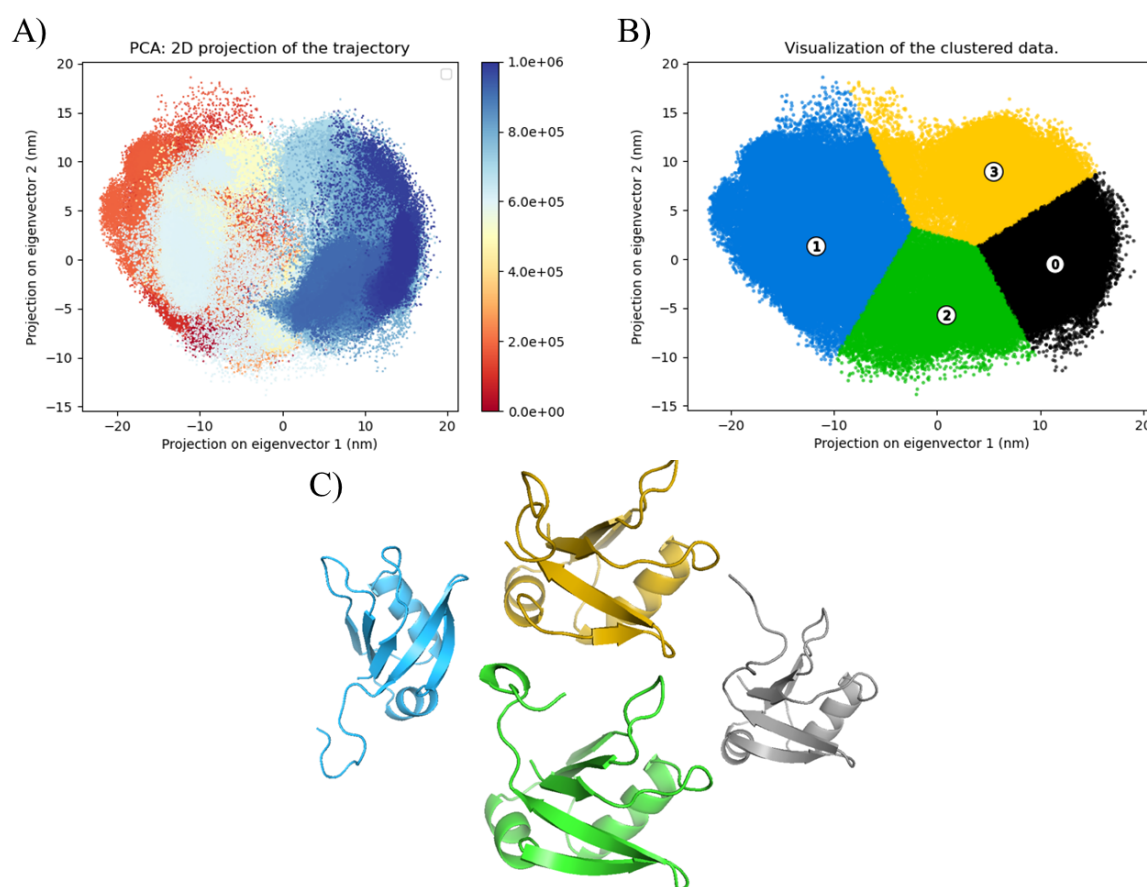 A)
PCA: 2D projection of the trajectory
Projection on eigenvector 2 (nm)
20
15
10
5
0
−5
−10
−15
−20
−10
0
10
20
Projection on eigenvector 1 (nm)
1.0e+06
8.0e+05
6.0e+05
4.0e+05
2.0e+05
0.0e+00
B)
Visualization of the clustered data.
Projection on eigenvector 2 (nm)
20
15
10
5
0
−5
−10
−15
3
1
0
2
−20
−10
0
10
20
Projection on eigenvector 1 (nm)
C)